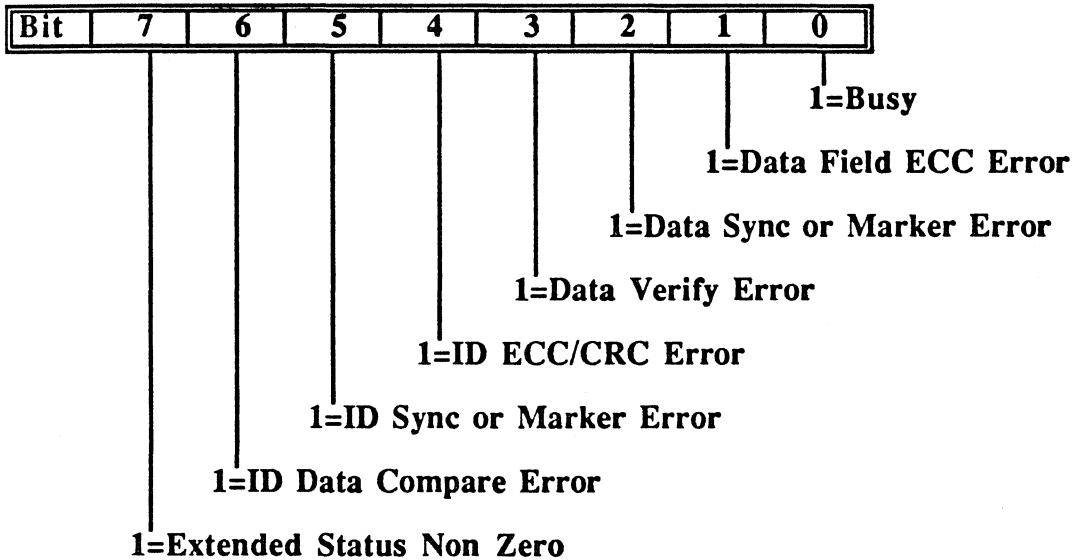 Bit 7 6 5 4 3 2 1 0
1=Busy
1=Data Field ECC Error
1=Data Sync or Marker Error
1=Data Verify Error
1=ID ECC/CRC Error
1=ID Sync or Marker Error
1=ID Data Compare Error
1=Extended Status Non Zero